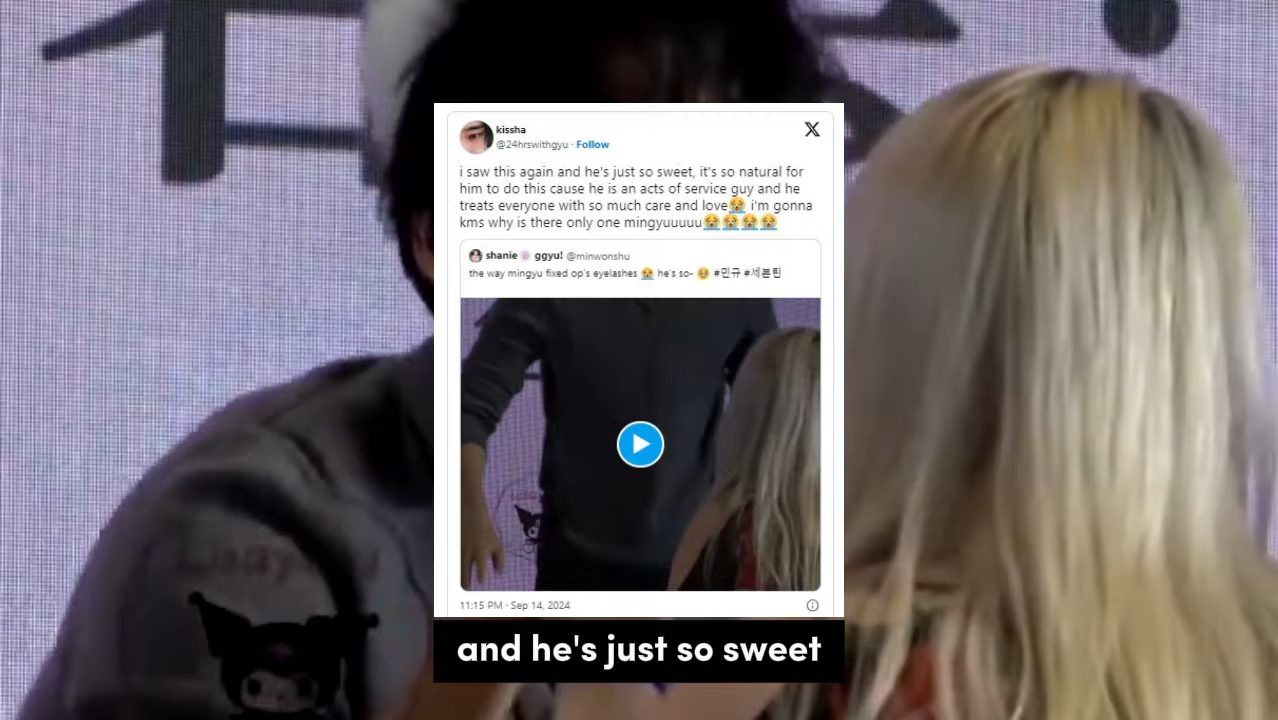 kissha
@24hrswithgyu · Follow
i saw this again and he's just so sweet, it's so natural for
him to do this cause he is an acts of service guy and he
treats everyone with so much care and love😭 i'm gonna
kms why is there only one mingyuuuuu😭😭😭😭
shanie 🌸 ggyu! @minwonshu
the way mingyu fixed op's eyelashes 😭 he's so- 🥹 #민규 #세븐틴
11:15 PM · Sep 14, 2024
and he's just so sweet